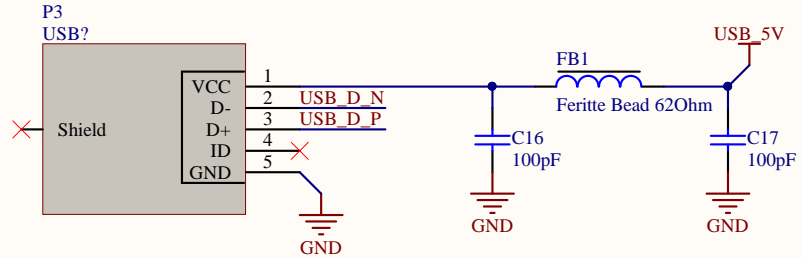 P3
USB?
Shield
VCC 1
D- 2 USB_D_N
D+ 3 USB_D_P
ID 4
GND 5
GND
C16
100pF
GND
FB1
Feritte Bead 62Ohm
USB_5V
C17
100pF
GND